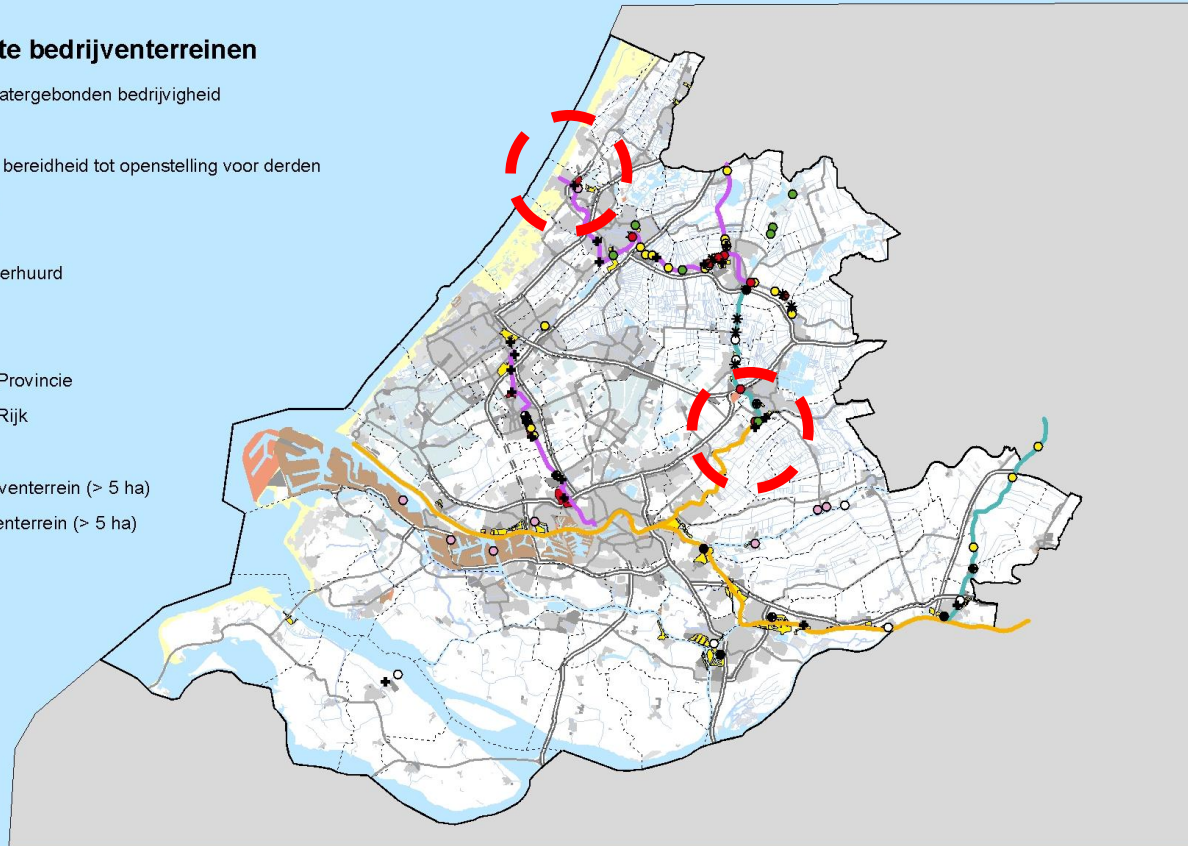 te bedrijventerreinen
atergebonden bedrijvigheid
bereidheid tot openstelling voor derden
erhuurd
Provincie
Rijk
venterrein (> 5 ha)
enterrein (> 5 ha)